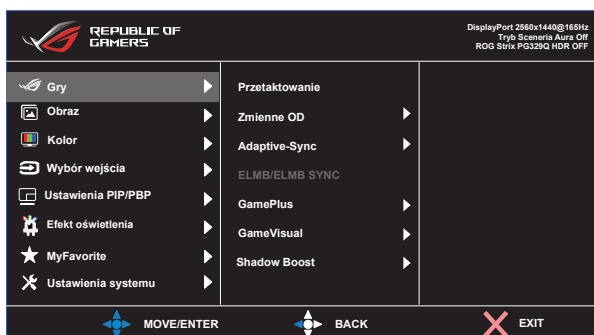 REPUBLIC OF
GAMERS
DisplayPort 2560x1440@165Hz
Tryb Sceneria Aura Off
ROG Strix PG329Q HDR OFF
Gry
Obraz
Kolor
Wybór wejścia
Ustawienia PIP/PBP
Efekt oświetlenia
MyFavorite
Ustawienia systemu
Przetaktowanie
Zmienne OD
Adaptive-Sync
ELMB/ELMB SYNC
GamePlus
GameVisual
Shadow Boost
MOVE/ENTER
BACK
EXIT